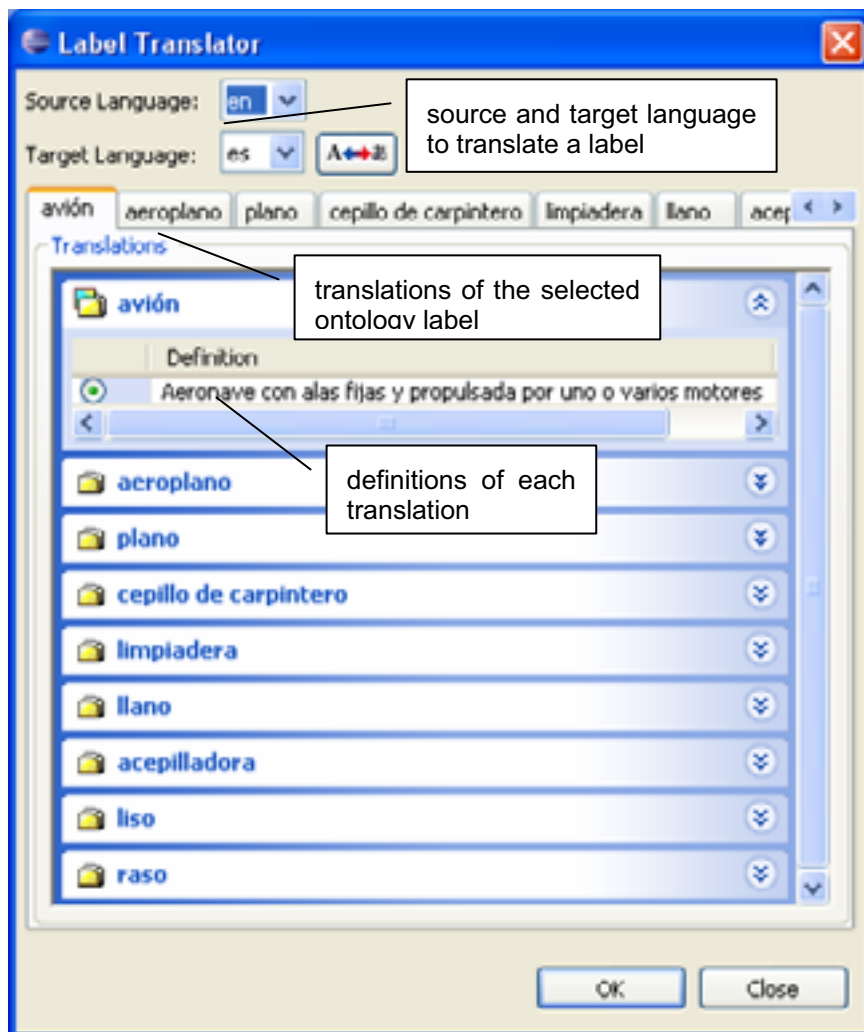 Label Translator
Source Language: en
source and target language
to translate a label
Target Language: es A
avión aeroplano plano cepillo de carpintero limpiadera llano acep
Translations
translations of the selected
ontology label
avión
Definition
Aeronave con alas fijas y propulsada por uno o varios motores
definitions of each
translation
aeroplano
plano
cepillo de carpintero
limpiadera
llano
acepilladora
liso
raso
OK Close